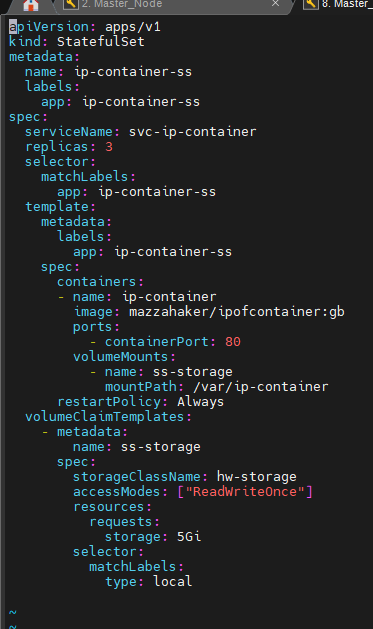 2. Master_Node
8. Master_
apiVersion: apps/v1
kind: StatefulSet
metadata:
  name: ip-container-ss
  labels:
    app: ip-container-ss
spec:
  serviceName: svc-ip-container
  replicas: 3
  selector:
    matchLabels:
      app: ip-container-ss
  template:
    metadata:
      labels:
        app: ip-container-ss
    spec:
      containers:
      - name: ip-container
        image: mazzahaker/ipofcontainer:gb
        ports:
          - containerPort: 80
        volumeMounts:
          - name: ss-storage
            mountPath: /var/ip-container
      restartPolicy: Always
  volumeClaimTemplates:
    - metadata:
        name: ss-storage
      spec:
        storageClassName: hw-storage
        accessModes: ["ReadWriteOnce"]
        resources:
          requests:
            storage: 5Gi
        selector:
          matchLabels:
            type: local
~
~